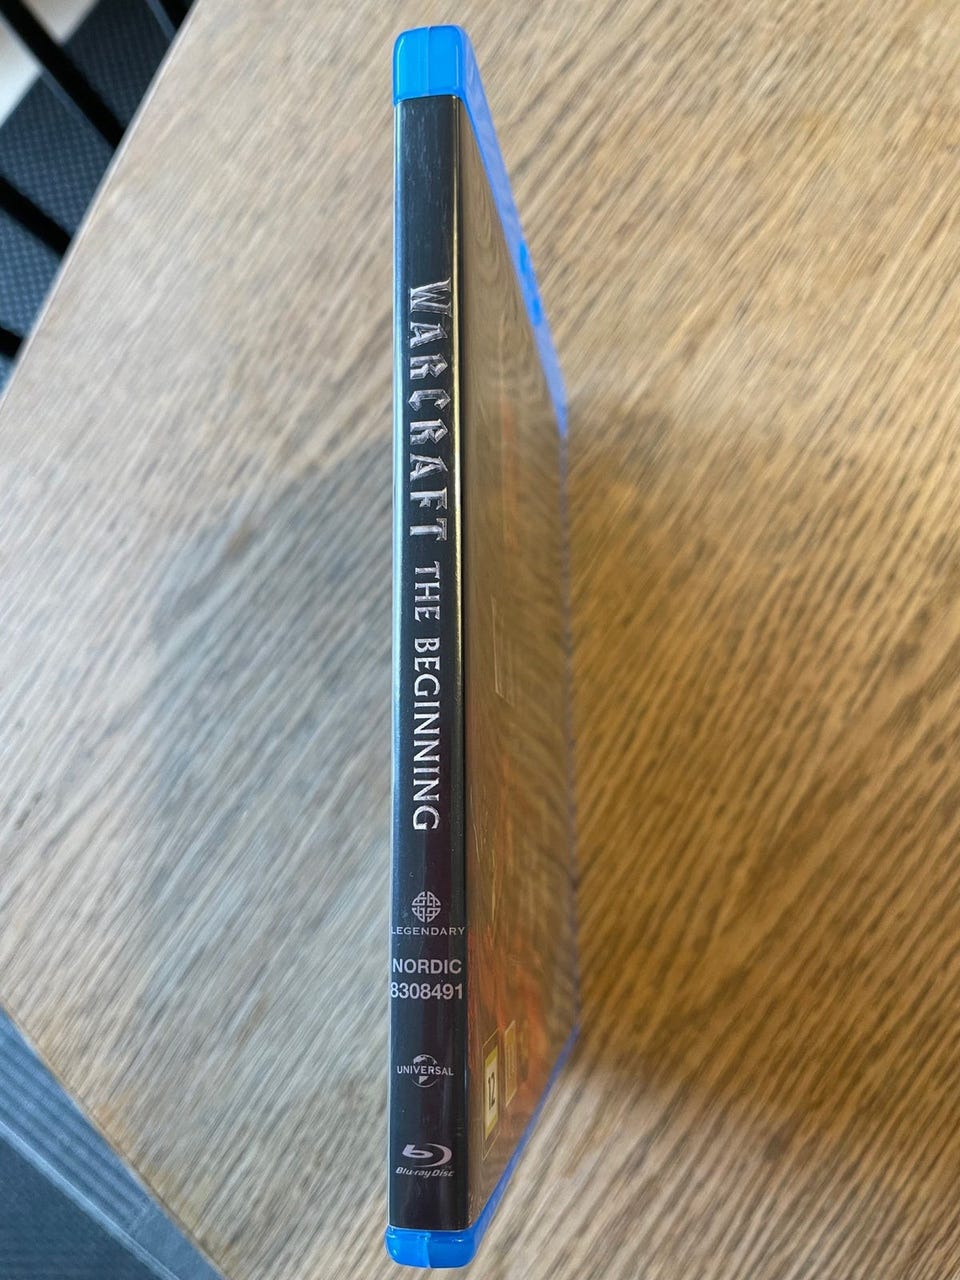 WARCRAFT THE BEGINNING
LEGENDARY
NORDIC
8308491
UNIVERSAL
Blu-ray Disc
12